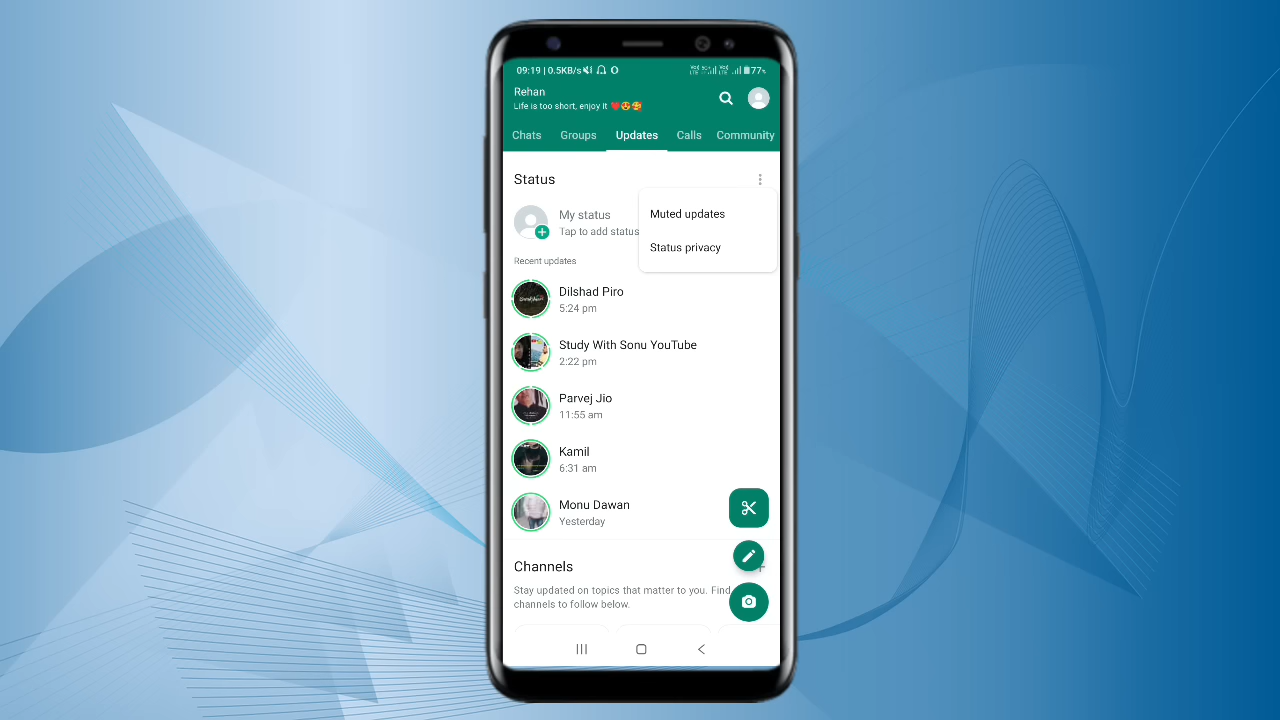 09:19 | 0.5KB/s
77%
Rehan
Life is too short, enjoy it ❤️😍🥰
Chats Groups Updates Calls Community
Status
My status
Tap to add status
Muted updates
Status privacy
Recent updates
Dilshad Piro
5:24 pm
Study With Sonu YouTube
2:22 pm
Parvej Jio
11:55 am
Kamil
6:31 am
Monu Dawan
Yesterday
Channels
Stay updated on topics that matter to you. Find
channels to follow below.